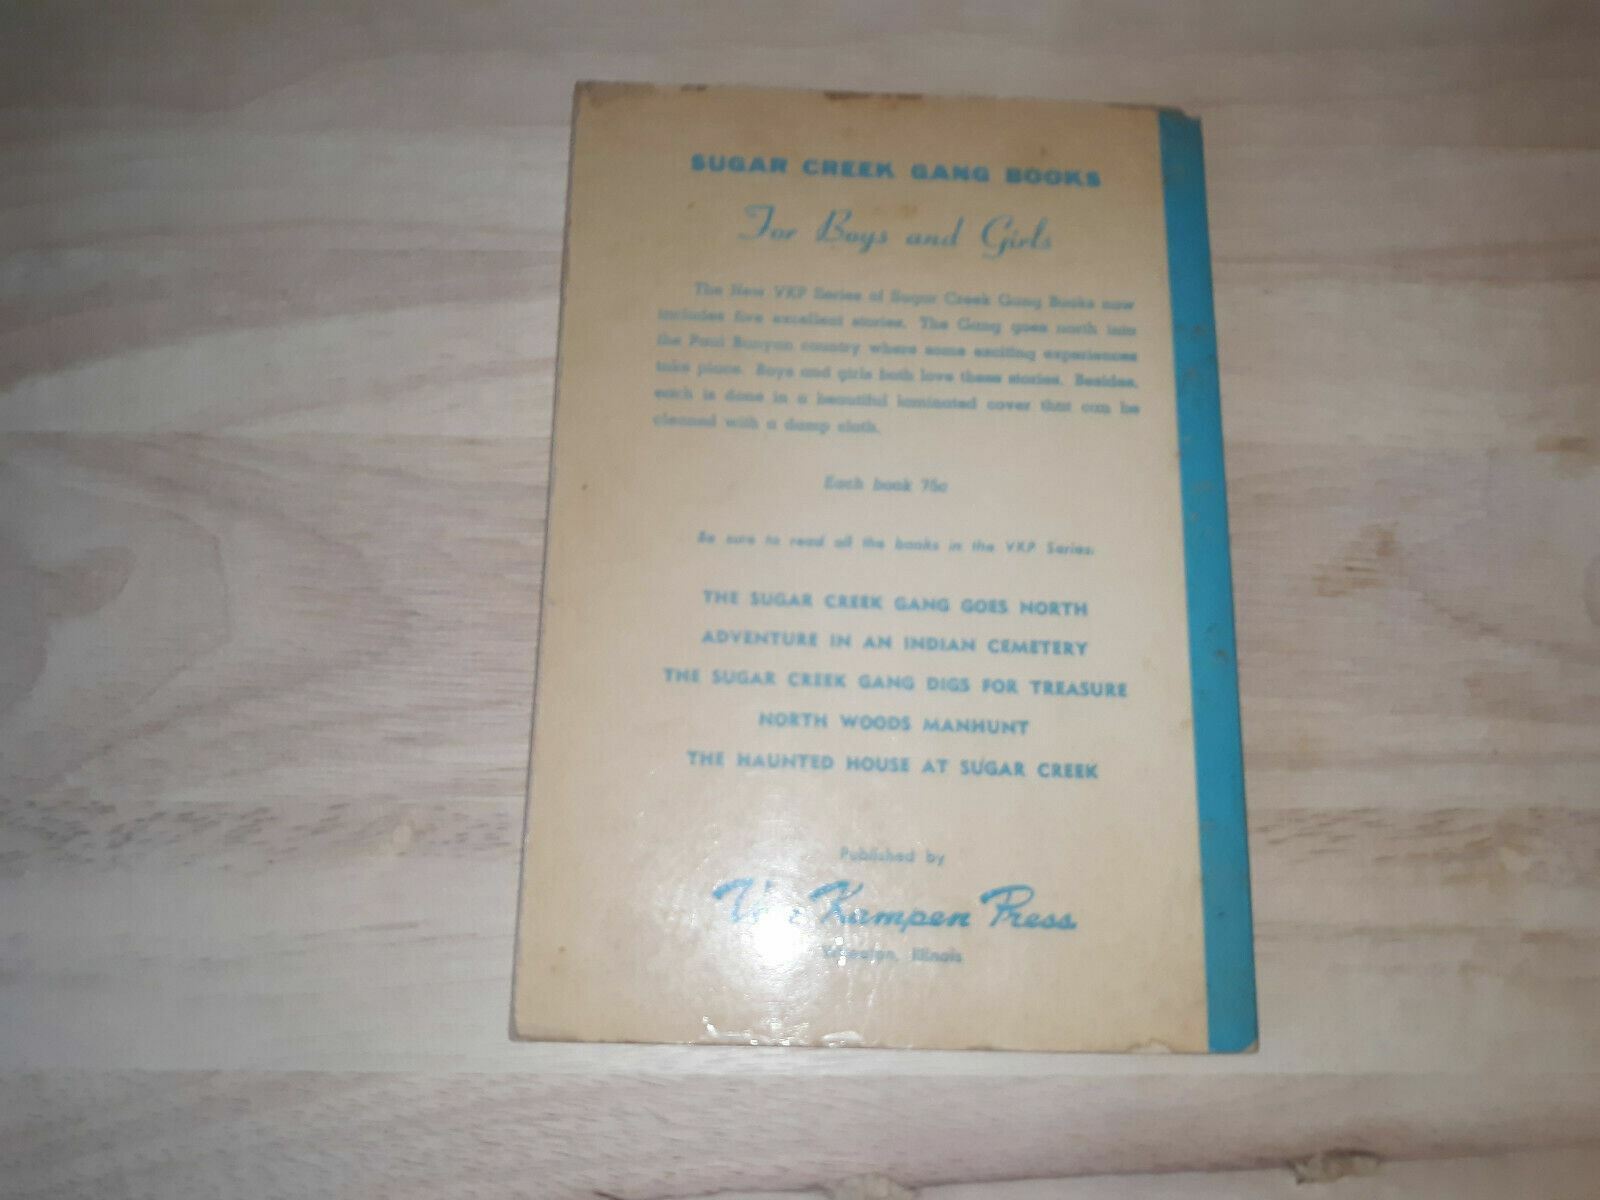 SUGAR CREEK GANG BOOKS
For Boys and Girls
The New VKP Series of Sugar Creek Gang Books now
includes five excellent stories. The Gang goes north into
the Paul Bunyan country where some exciting experiences
take place. Boys and girls both love these stories. Besides,
each is done in a beautiful laminated cover that can be
cleaned with a damp cloth.
Each book 75c
Be sure to read all the books in the VKP Series:
THE SUGAR CREEK GANG GOES NORTH
ADVENTURE IN AN INDIAN CEMETERY
THE SUGAR CREEK GANG DIGS FOR TREASURE
NORTH WOODS MANHUNT
THE HAUNTED HOUSE AT SUGAR CREEK
Published by
Van Kampen Press
Illinois